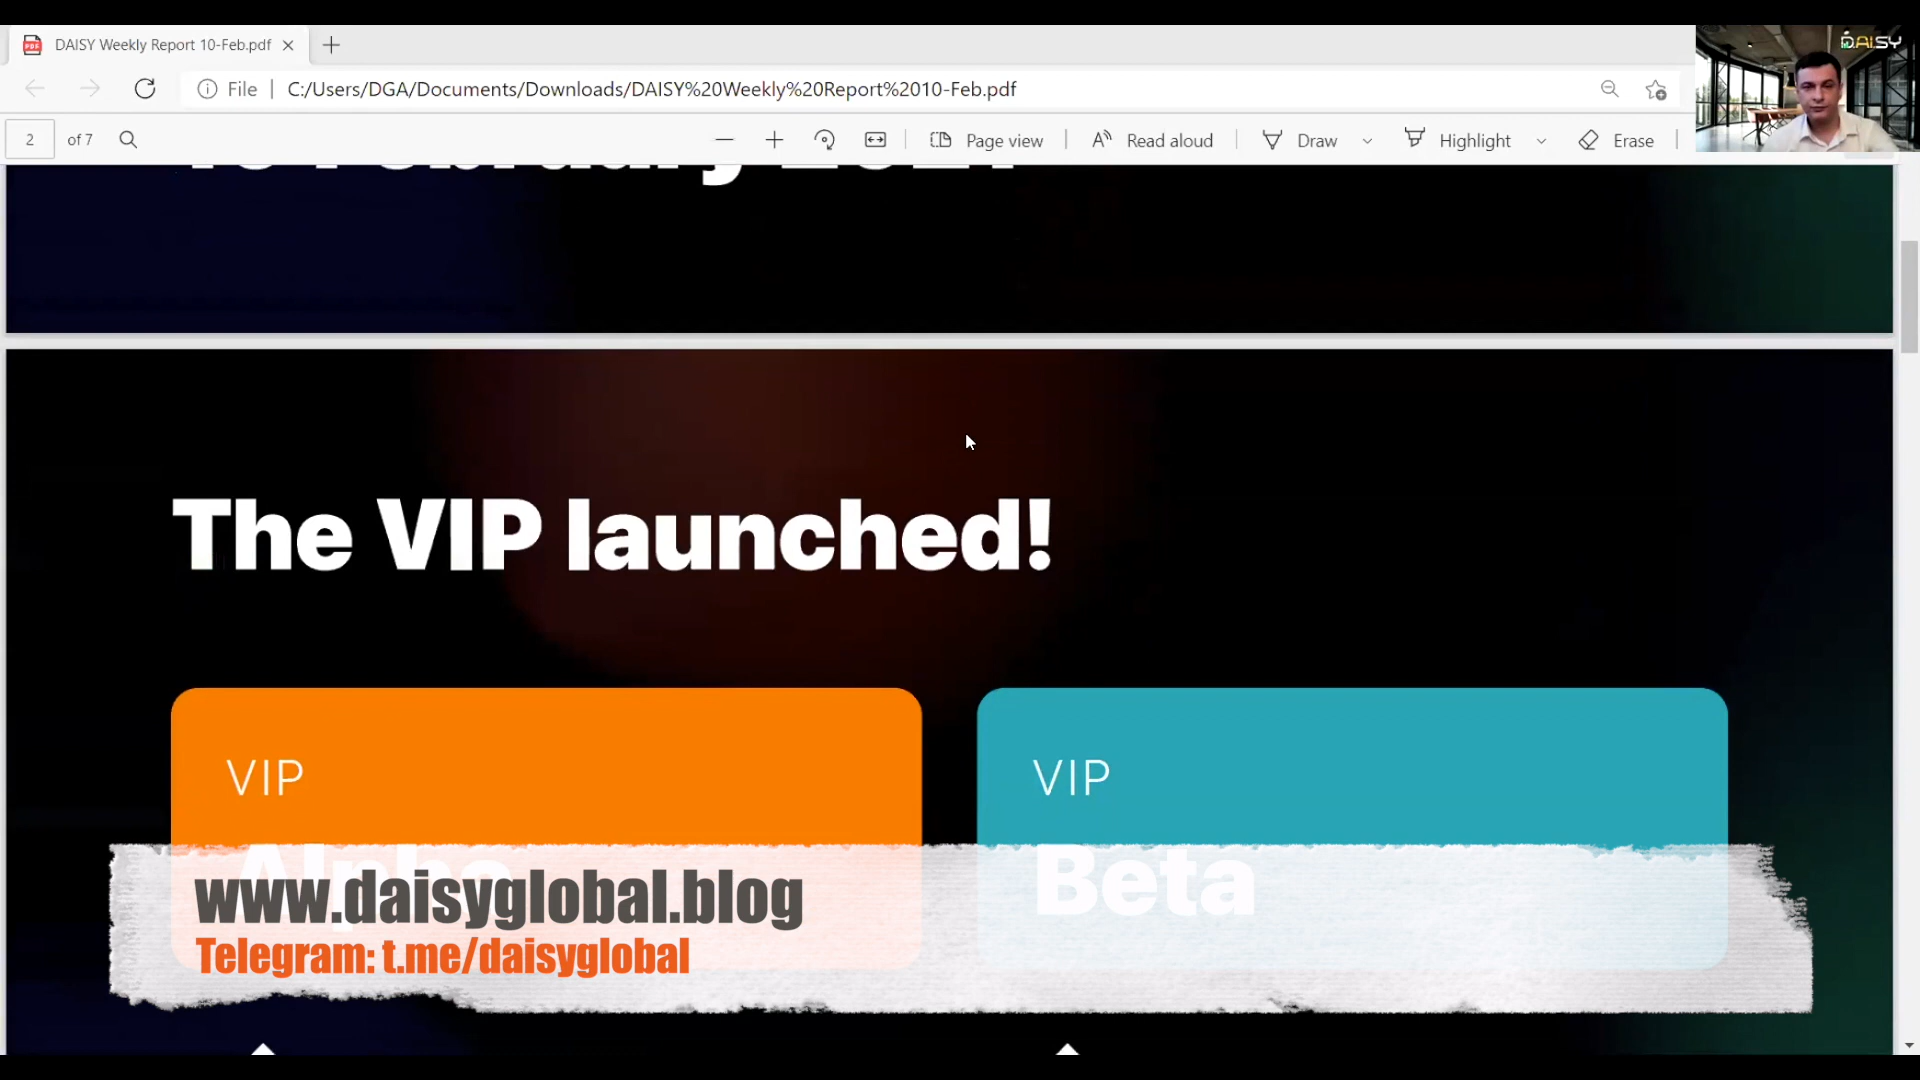 DAISY Weekly Report 10-Feb.pdf
DAISY
File | C:/Users/DGA/Documents/Downloads/DAISY%20Weekly%20Report%2010-Feb.pdf
2 of 7
Page view
Read aloud
Draw
Highlight
Erase
The VIP launched!
VIP
Alpha
VIP
Beta
www.daisyglobal.blog
Telegram: t.me/daisyglobal